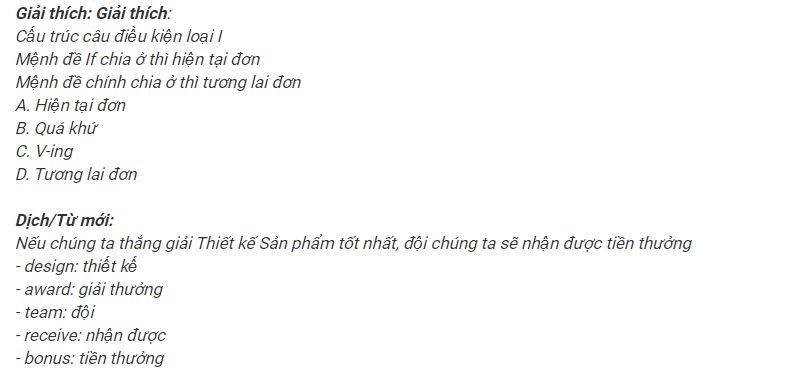 Giải thích: Giải thích:
Cấu trúc câu điều kiện loại I
Mệnh đề If chia ở thì hiện tại đơn
Mệnh đề chính chia ở thì tương lai đơn
A. Hiện tại đơn
B. Quá khứ
C. V-ing
D. Tương lai đơn
Dịch/Từ mới:
Nếu chúng ta thắng giải Thiết kế Sản phẩm tốt nhất, đội chúng ta sẽ nhận được tiền thưởng
- design: thiết kế
- award: giải thưởng
- team: đội
- receive: nhận được
- bonus: tiền thưởng